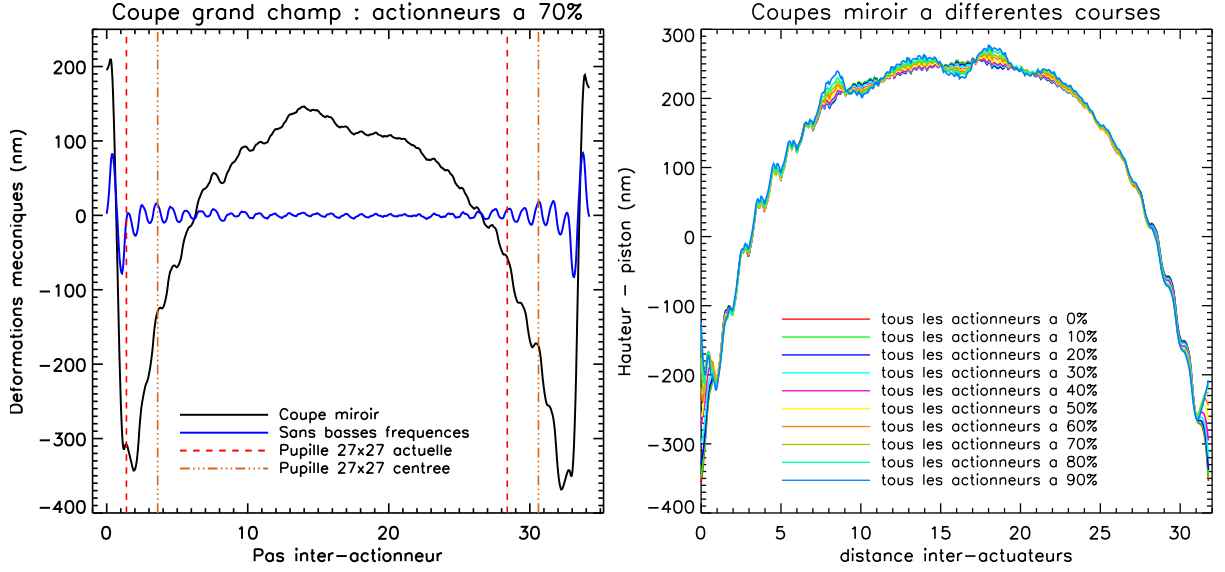 Coupe grand champ : actionneurs a 70%
Deformations mecaniques (nm)
200
100
0
−100
−200
−300
−400
Coupe miroir
Sans basses frequences
Pupille 27x27 actuelle
Pupille 27x27 centree
0 10 20 30
Pas inter−actionneur
Coupes miroir a differentes courses
Hauteur − piston (nm)
300
200
100
0
−100
−200
−300
−400
tous les actionneurs a 0%
tous les actionneurs a 10%
tous les actionneurs a 20%
tous les actionneurs a 30%
tous les actionneurs a 40%
tous les actionneurs a 50%
tous les actionneurs a 60%
tous les actionneurs a 70%
tous les actionneurs a 80%
tous les actionneurs a 90%
0 5 10 15 20 25 30
distance inter−actuateurs